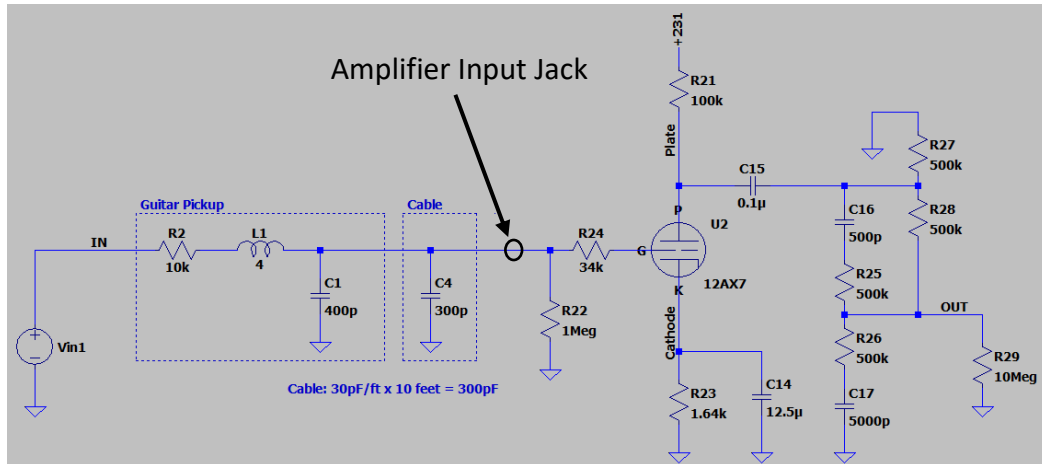 Amplifier Input Jack
+231
R21
100k
Plate
R27
500k
C15
0.1µ
Guitar Pickup
Cable
P
U2
C16
500p
R28
500k
IN
R2
10k
L1
4
R24
34k
G
12AX7
K
R25
500k
C1
400p
C4
300p
R22
1Meg
Cathode
OUT
Vin1
R26
500k
R29
10Meg
Cable: 30pF/ft x 10 feet = 300pF
R23
1.64k
C14
12.5µ
C17
5000p